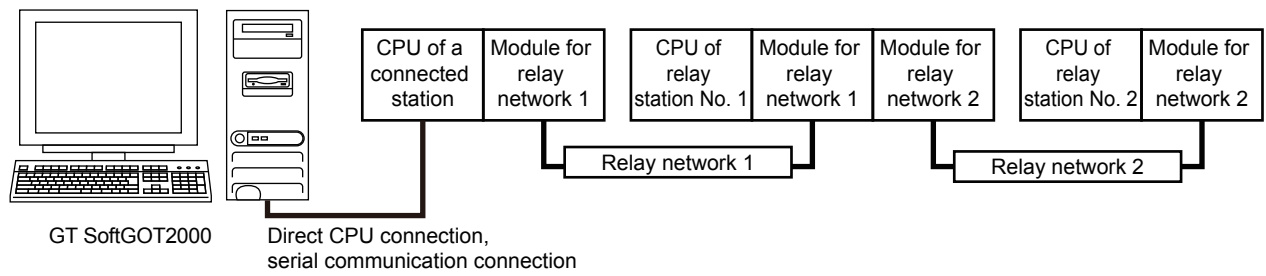 CPU of a
connected
station
Module for
relay
network 1
CPU of
relay
station No. 1
Module for
relay
network 1
Module for
relay
network 2
CPU of
relay
station No. 2
Module for
relay
network 2
Relay network 1
Relay network 2
GT SoftGOT2000
Direct CPU connection,
serial communication connection